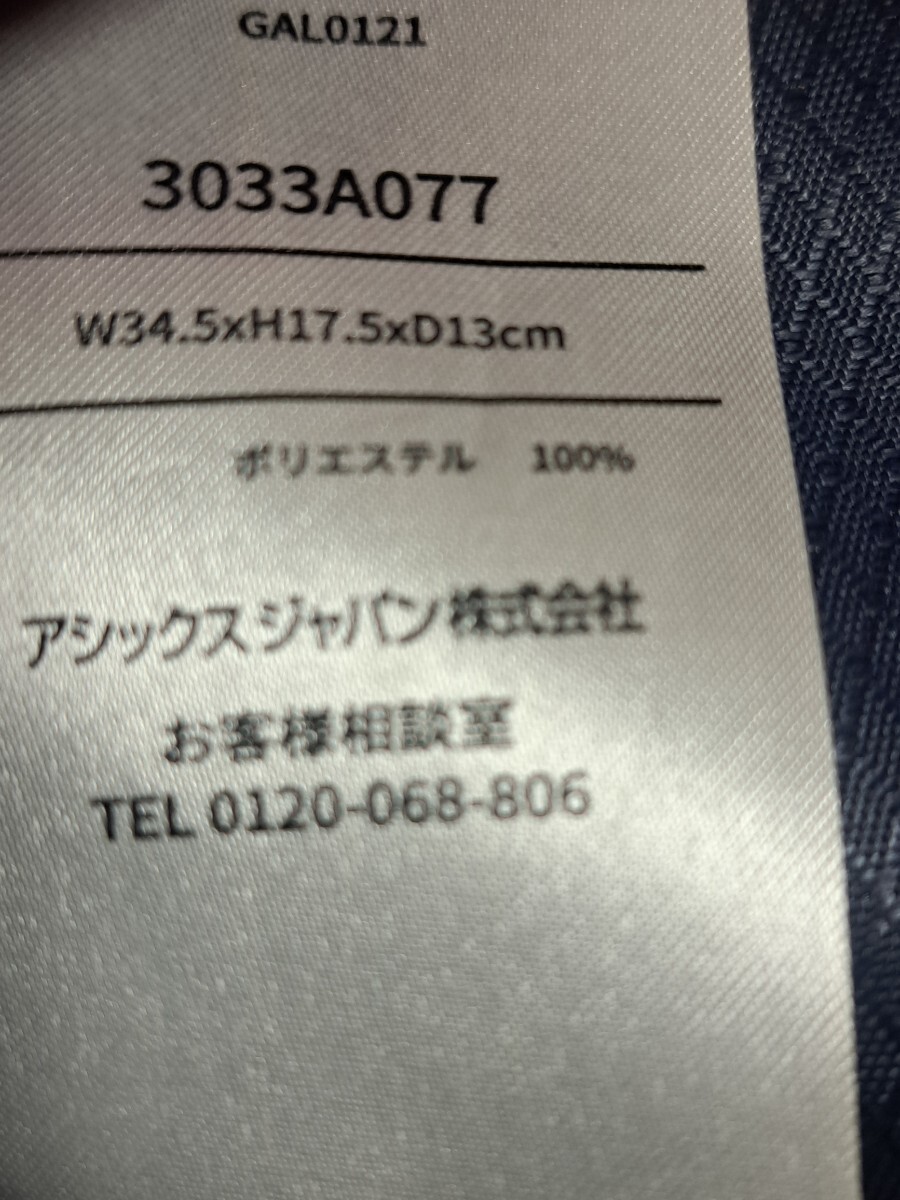 GAL0121
3033A077
W34.5xH17.5xD13cm
ポリエステル 100%
アシックスジャパン株式会社
お客様相談室
TEL 0120-068-806